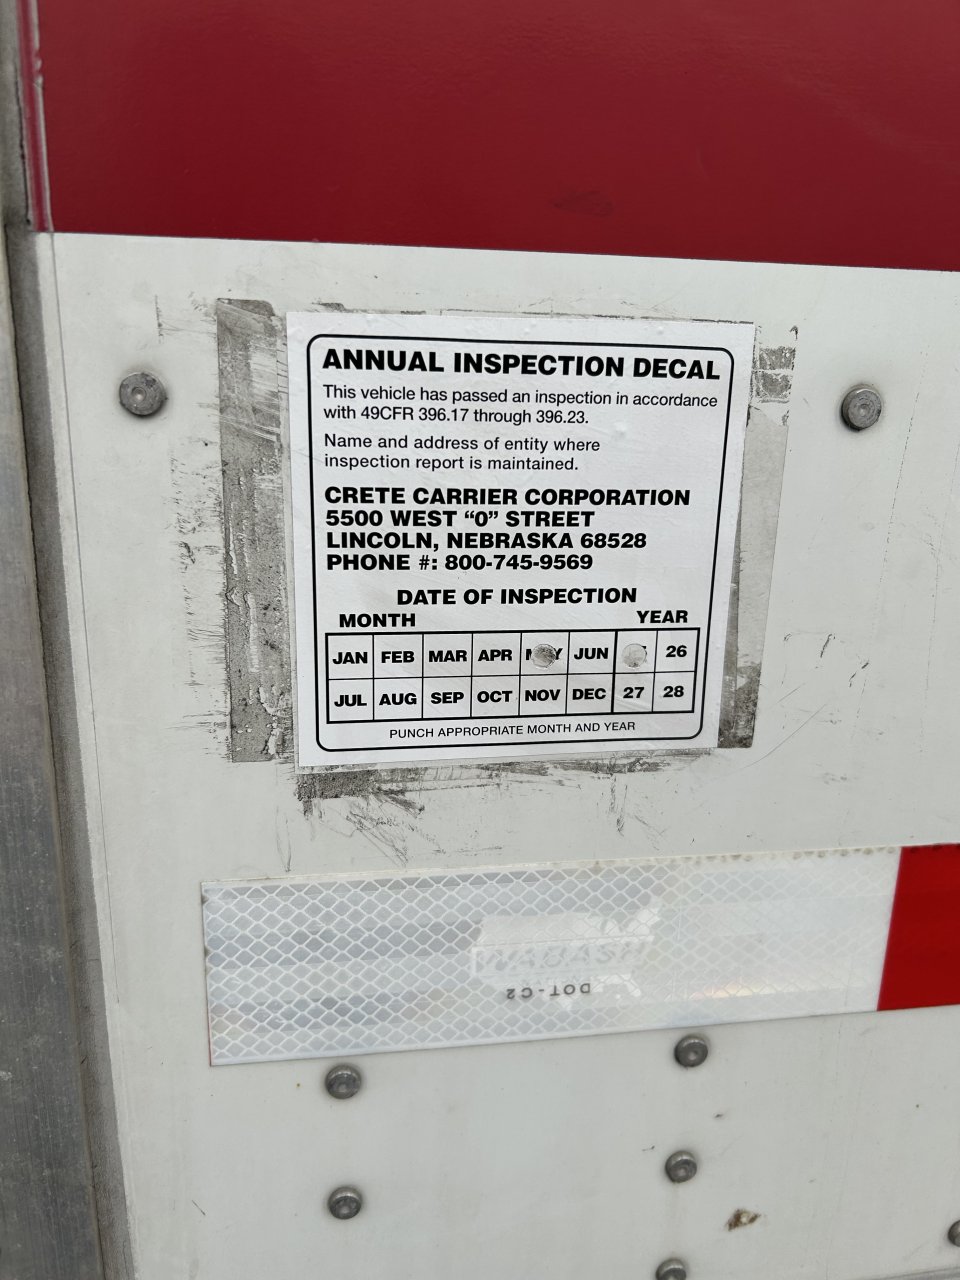 ANNUAL INSPECTION DECAL
This vehicle has passed an inspection in accordance
with 49CFR 396.17 through 396.23.
Name and address of entity where
inspection report is maintained.
CRETE CARRIER CORPORATION
5500 WEST “O” STREET
LINCOLN, NEBRASKA 68528
PHONE #: 800-745-9569
DATE OF INSPECTION
MONTH YEAR
JAN FEB MAR APR JUN 26
JUL AUG SEP OCT NOV DEC 27 28
PUNCH APPROPRIATE MONTH AND YEAR
WABASH
DOT-C2